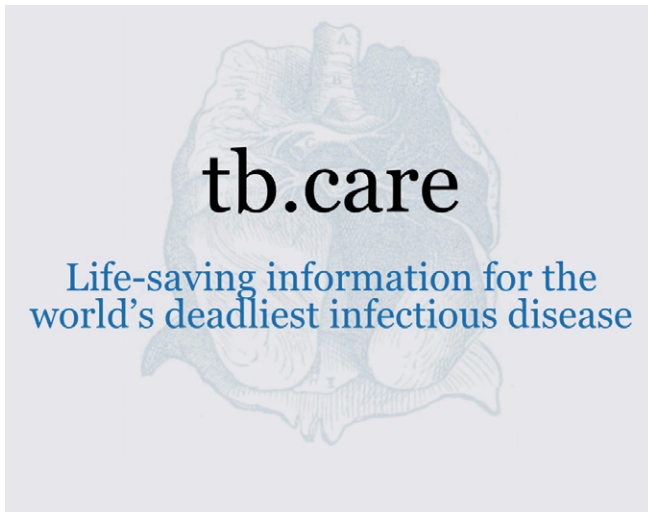 tb.care
Life-saving information for the
world’s deadliest infectious disease